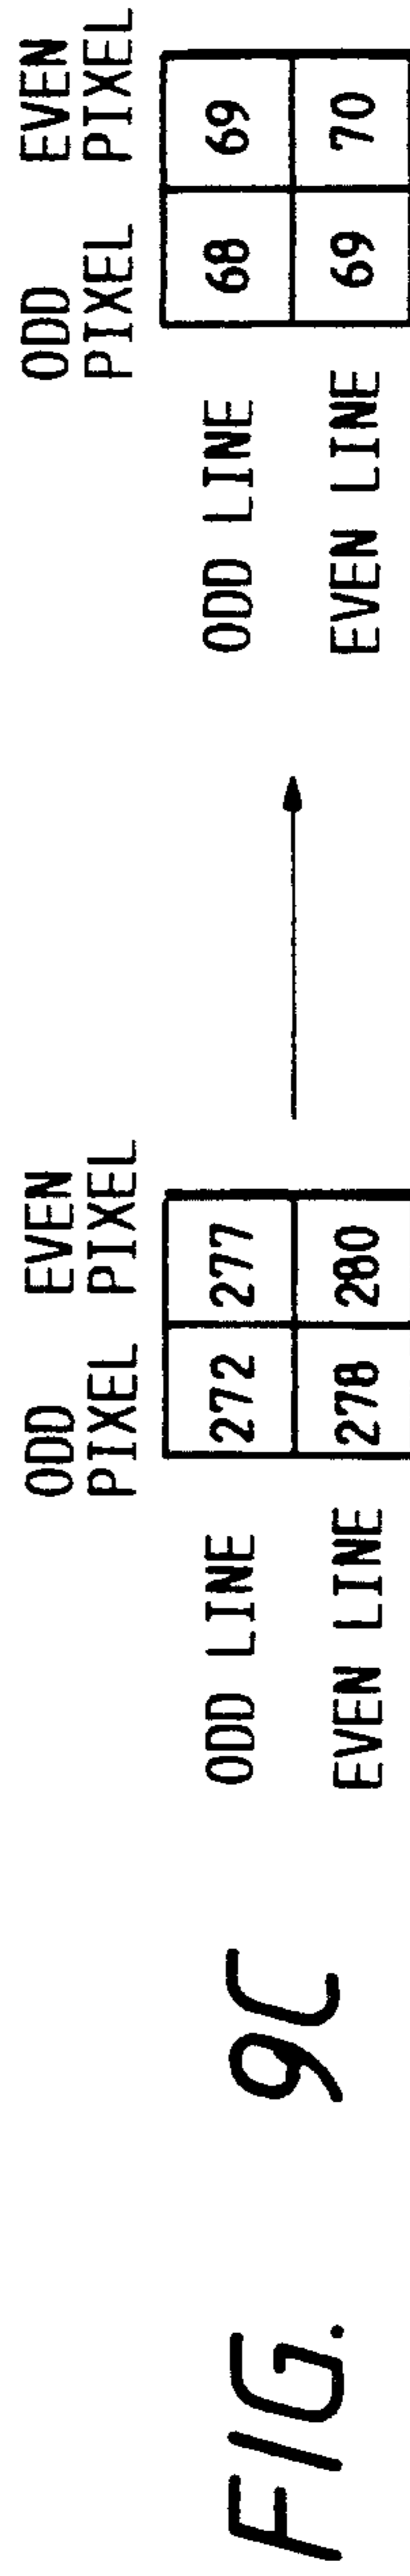 FIG. 9C
ODD EVEN
PIXEL PIXEL
ODD LINE 272 277
EVEN LINE 278 280
ODD EVEN
PIXEL PIXEL
ODD LINE 68 69
EVEN LINE 69 70